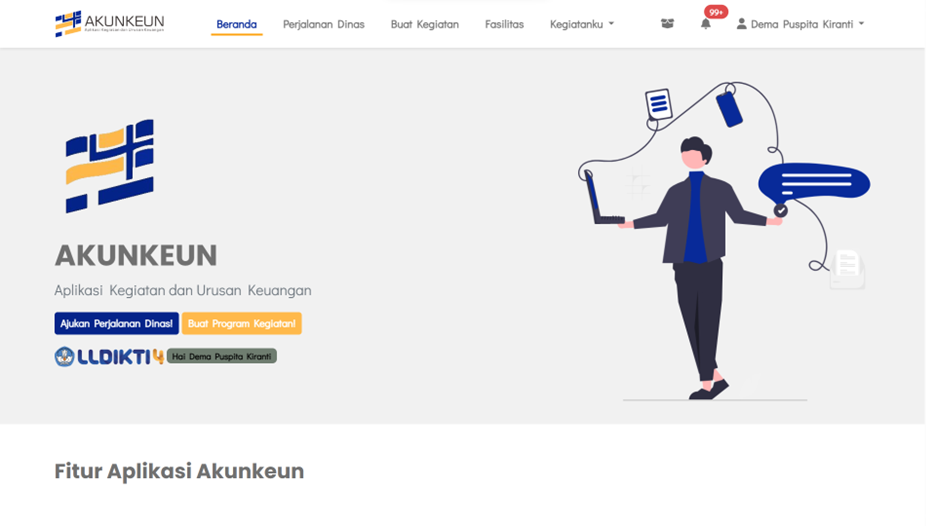 AKUNKEUN
Aplikasi Kegiatan dan Urusan Keuangan
Beranda
Perjalanan Dinas
Buat Kegiatan
Fasilitas
Kegiatanku
99+
Dema Puspita Kiranti
AKUNKEUN
Aplikasi Kegiatan dan Urusan Keuangan
Ajukan Perjalanan Dinas!
Buat Program Kegiatan!
LLDIKTI 4
Hai Dema Puspita Kiranti
Fitur Aplikasi Akunkeun